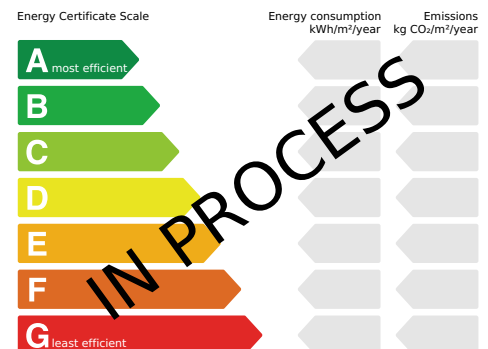 Energy Certificate Scale
Energy consumption
kWh/m²/year
Emissions
kg CO₂/m²/year
A most efficient
B
C
D
E
F
G least efficient
IN PROCESS